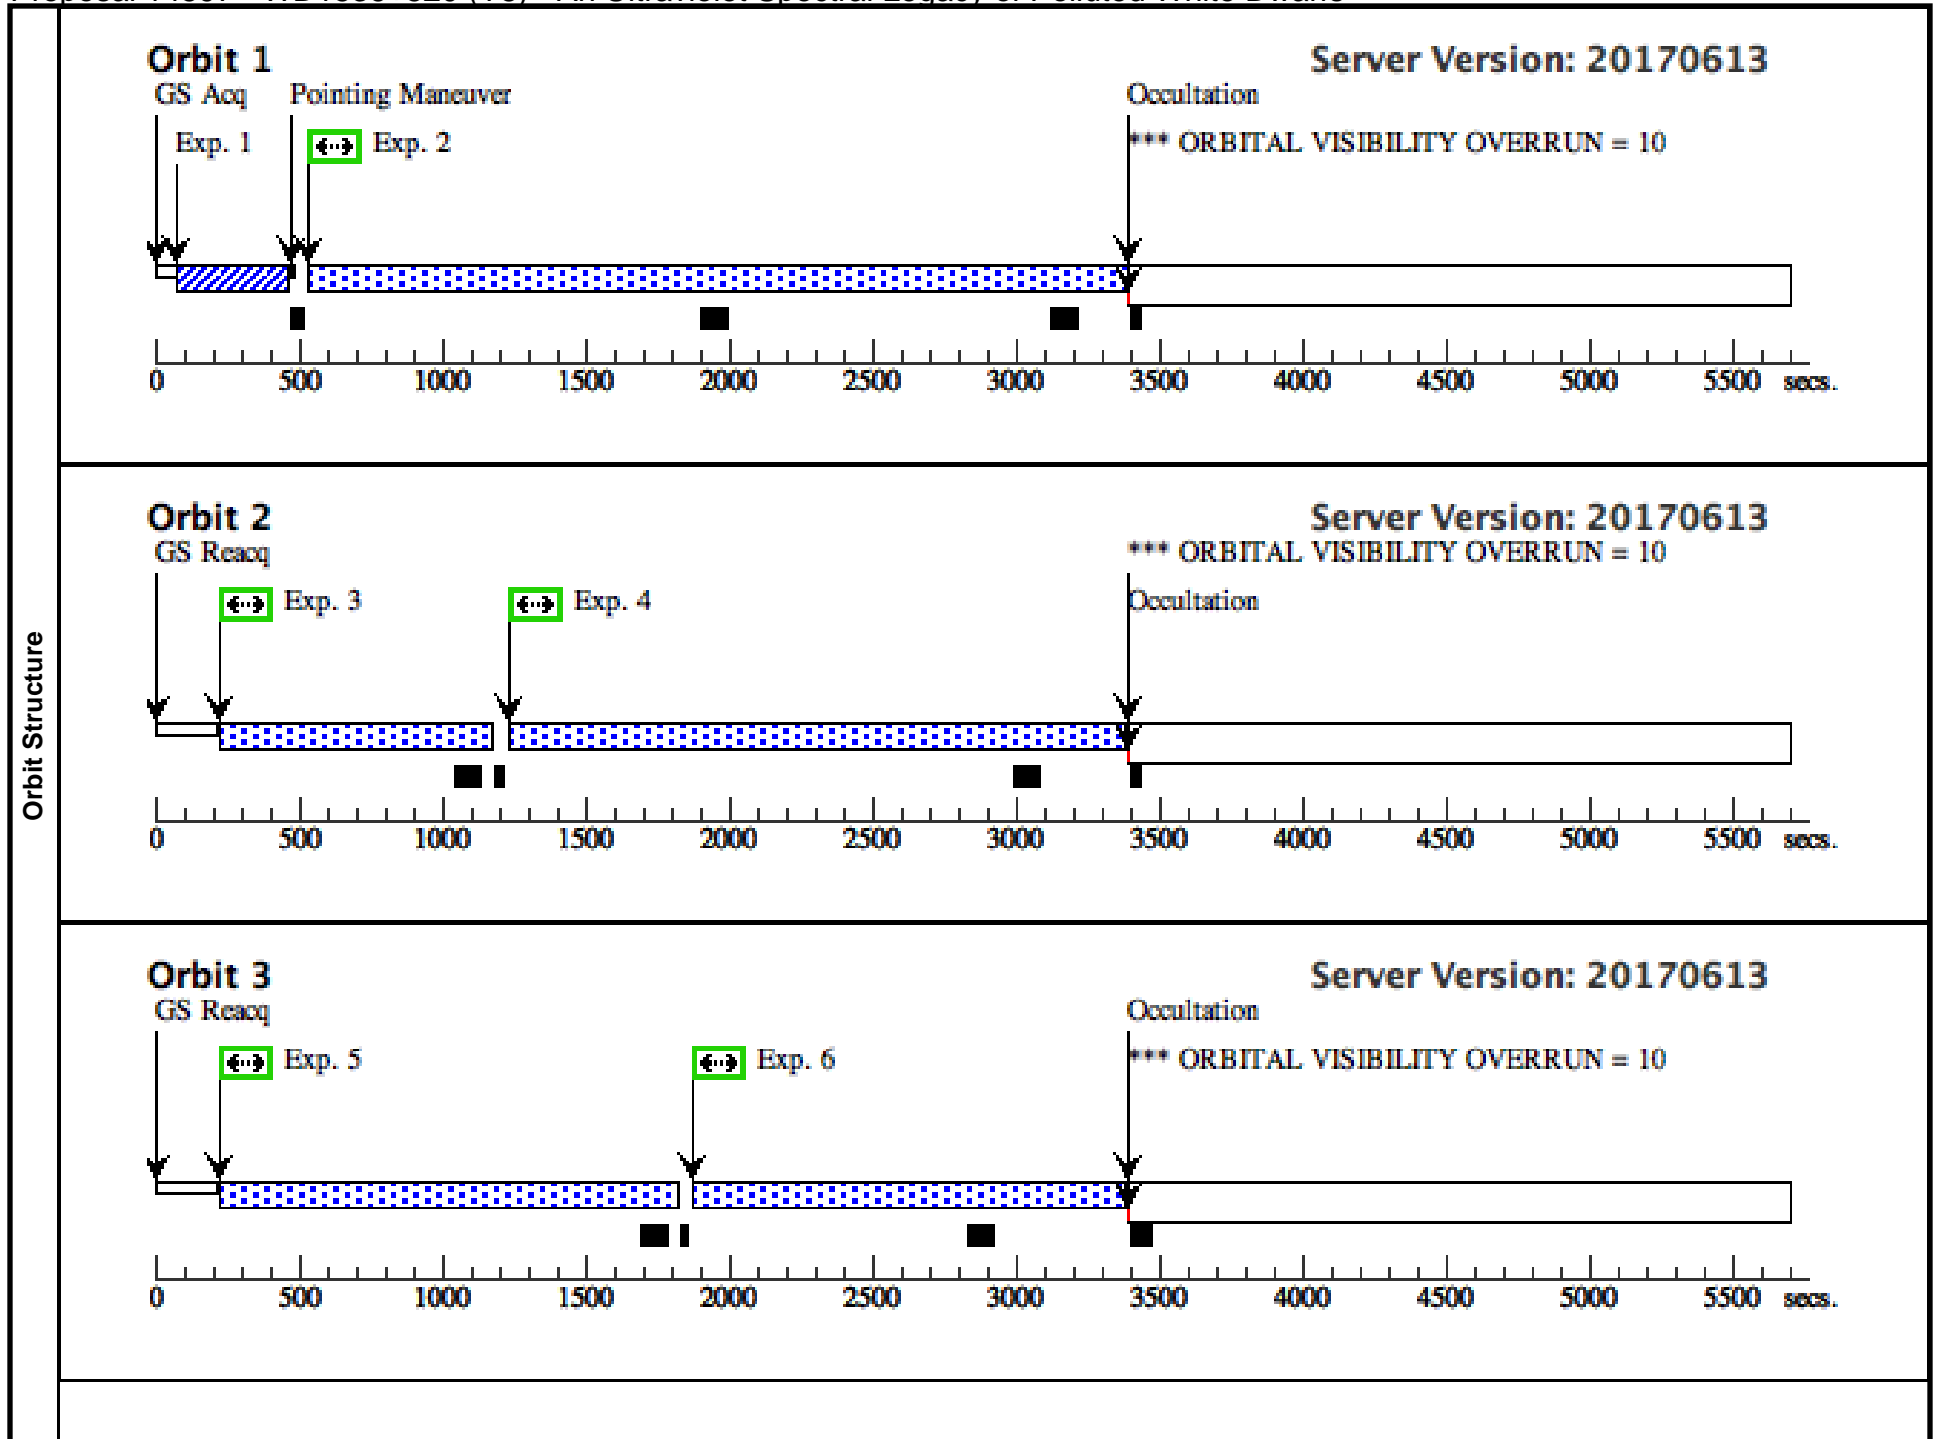 Orbit 1
Server Version: 20170613
GS Acq Pointing Maneuver Occultation
Exp. 1 Exp. 2 *** ORBITAL VISIBILITY OVERRUN = 10
0 500 1000 1500 2000 2500 3000 3500 4000 4500 5000 5500 secs.
Orbit Structure
Orbit 2
Server Version: 20170613
GS Reacq *** ORBITAL VISIBILITY OVERRUN = 10
Exp. 3 Exp. 4 Occultation
0 500 1000 1500 2000 2500 3000 3500 4000 4500 5000 5500 secs.
Orbit 3
Server Version: 20170613
GS Reacq Occultation
Exp. 5 Exp. 6 *** ORBITAL VISIBILITY OVERRUN = 10
0 500 1000 1500 2000 2500 3000 3500 4000 4500 5000 5500 secs.